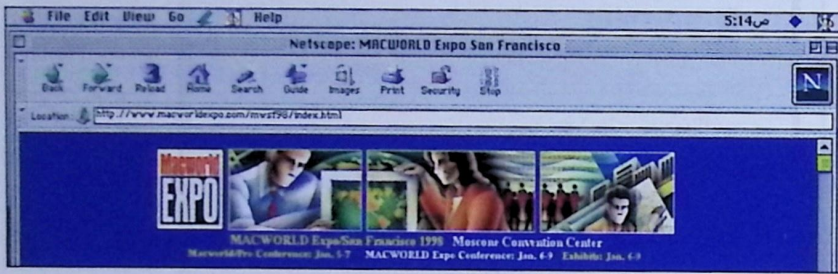 File Edit View Go Help 5:14ص
Netscape: MACWORLD Expo San Francisco
Back Forward Reload Home Search Guide Images Print Security Stop N
Location: http://www.macworldexpo.com/mwsf98/index.html
Macworld
EXPO
MACWORLD Expo/San Francisco 1998 Moscone Convention Center
Macworld/Pro Conference: Jan. 5-7 MACWORLD Expo Conference: Jan. 6-9 Exhibits: Jan. 6-9